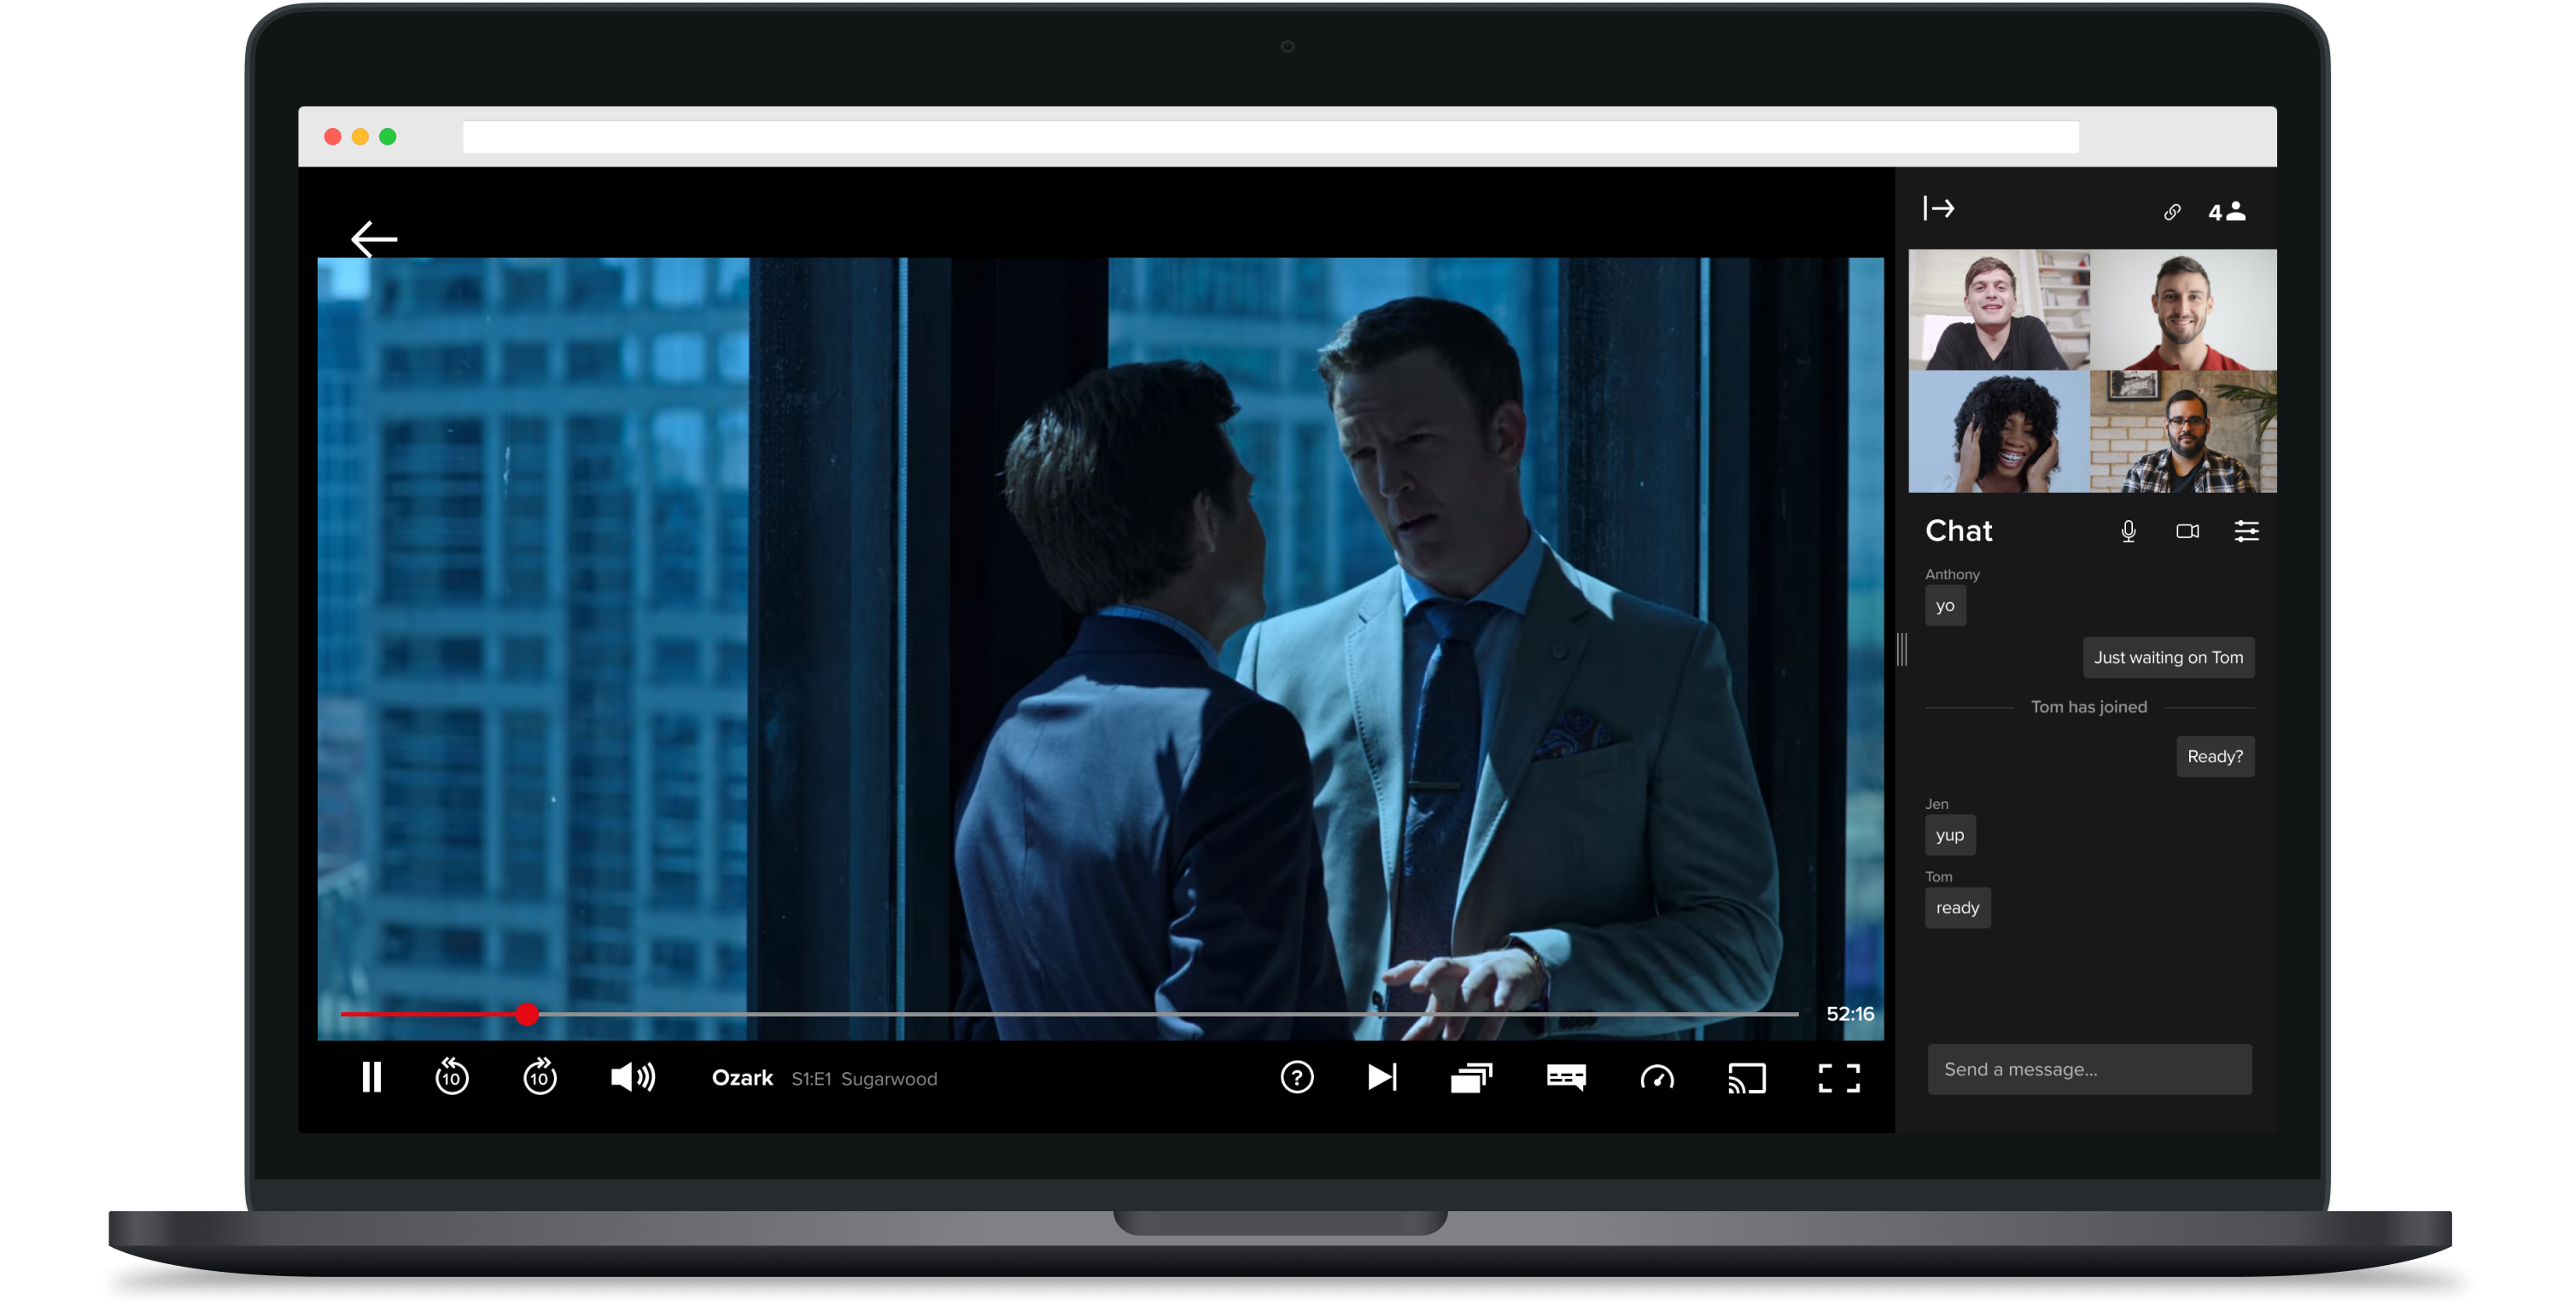 4
Chat
Anthony
yo
Just waiting on Tom
Tom has joined
Ready?
Jen
yup
Tom
ready
Send a message...
52:16
10
10
Ozark S1:E1 Sugarwood
?